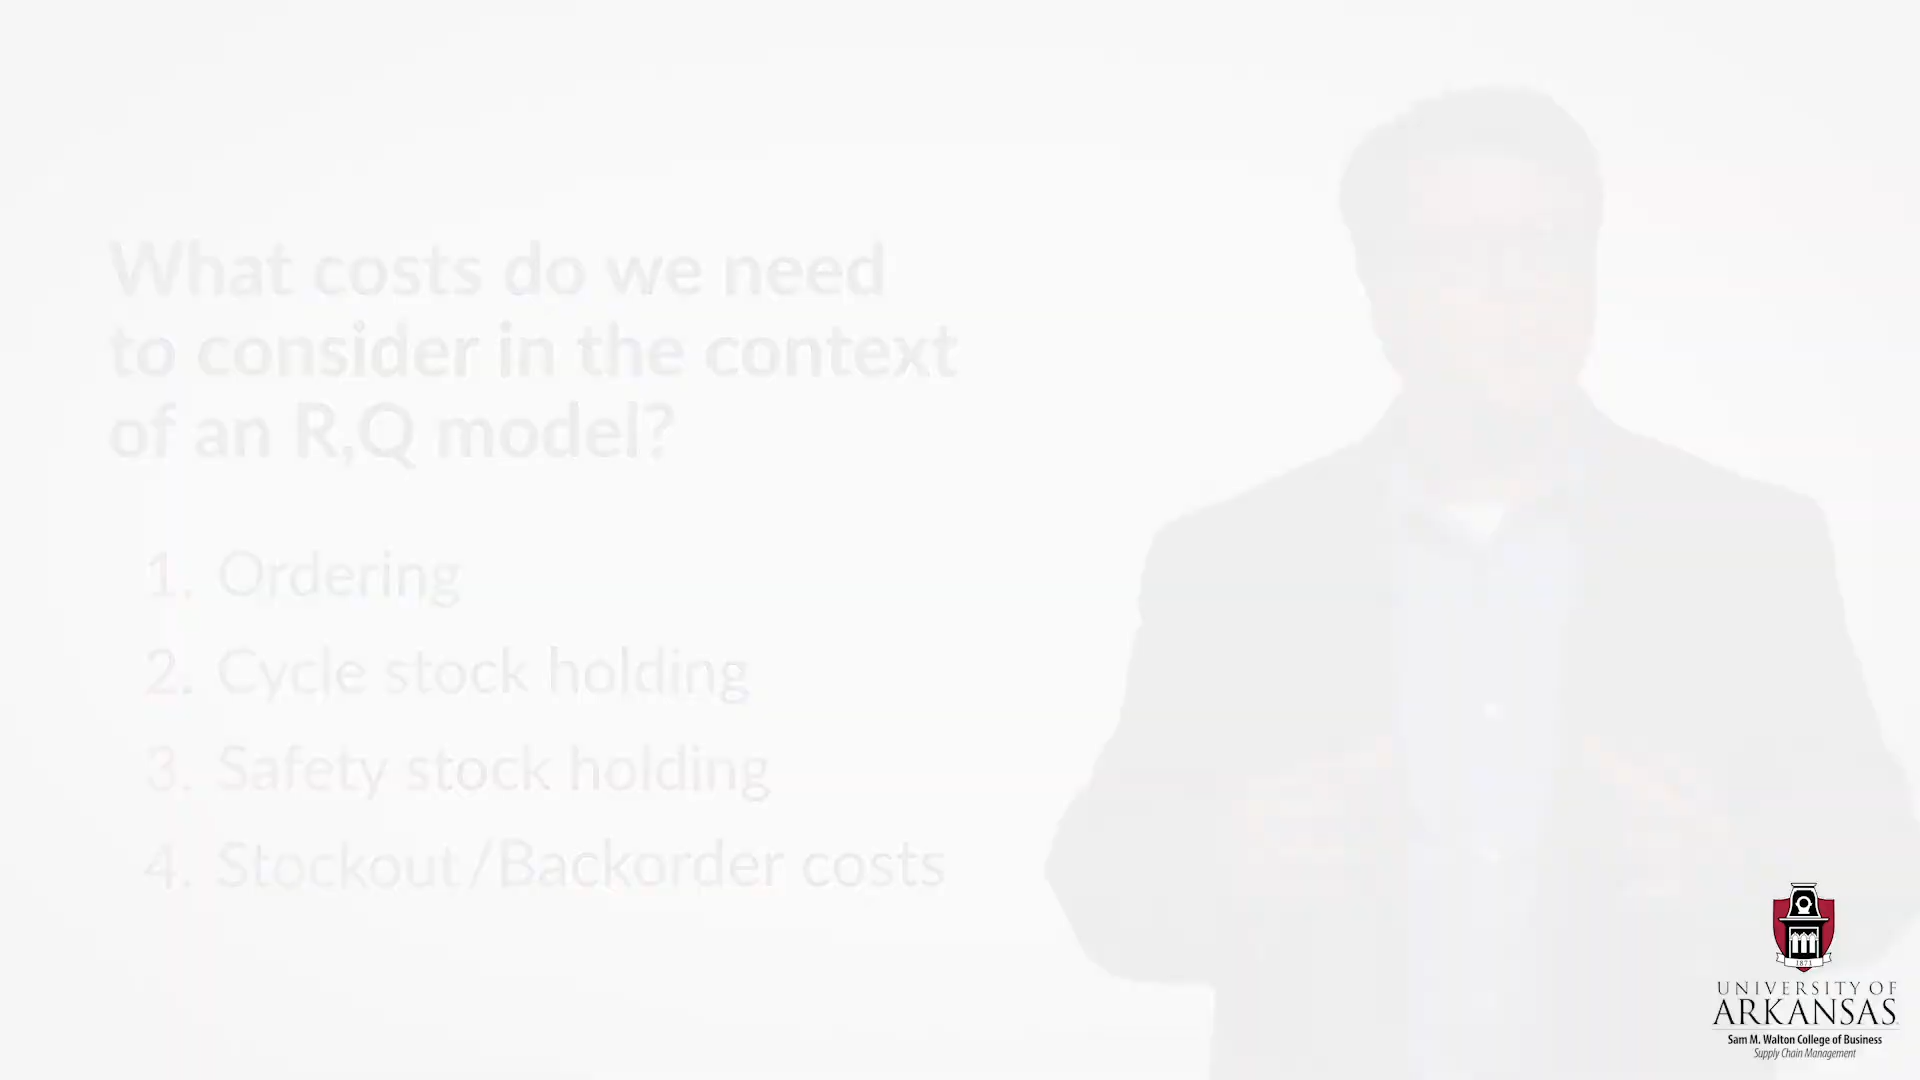 What costs do we need
to consider in the context
of an R,Q model?
1. Ordering
2. Cycle stock holding
3. Safety stock holding
4. Stockout/Backorder costs
1871
UNIVERSITY OF
ARKANSAS
Sam M. Walton College of Business
Supply Chain Management